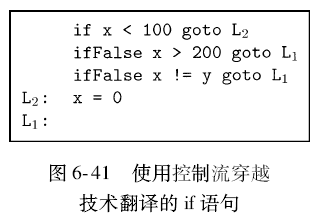 if x < 100 goto L₂
ifFalse x > 200 goto L₁
ifFalse x != y goto L₁
L₂: x = 0
L₁:
图 6-41 使用控制流穿越
技术翻译的 if 语句